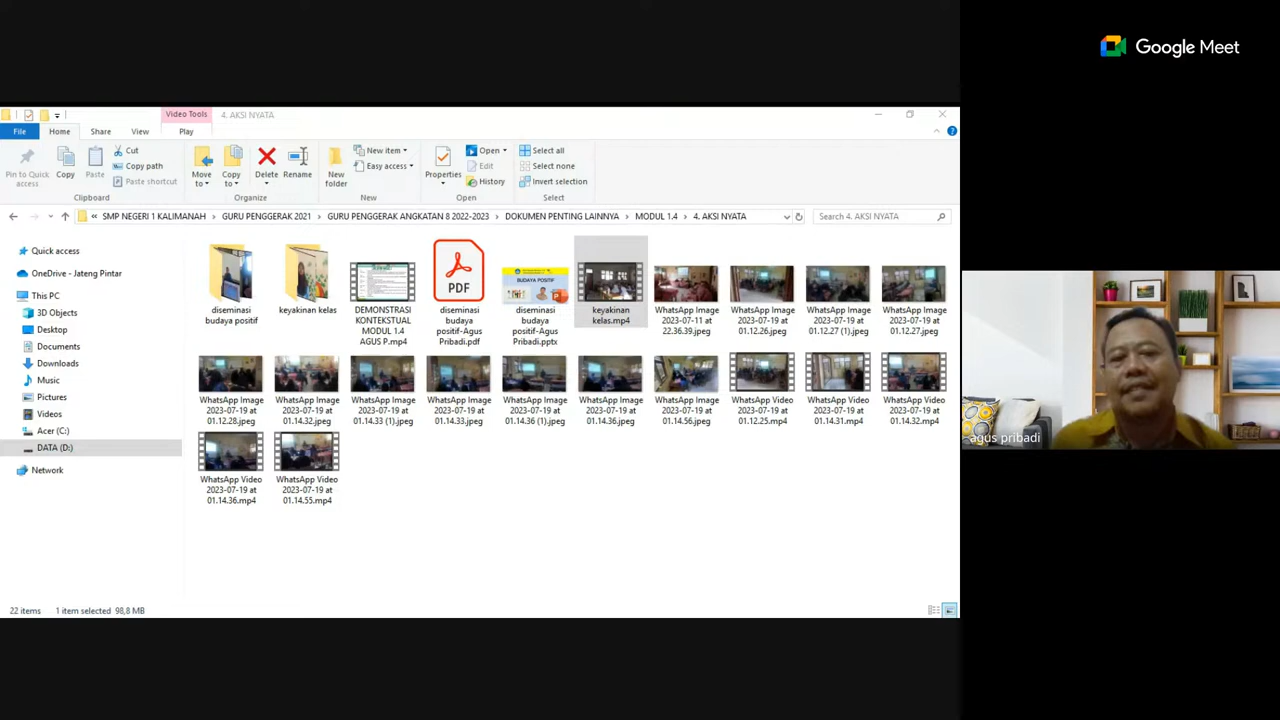 Google Meet
Video Tools
4. AKSI NYATA
File
Home
Share
View
Play
Pin to Quick
access
Copy
Paste
Cut
Copy path
Paste shortcut
Clipboard
Move
to
Copy
to
Delete
Rename
Organize
New
folder
New item
Easy access
New
Properties
Open
Edit
History
Open
Select all
Select none
Invert selection
Select
« SMP NEGERI 1 KALIMANAH > GURU PENGGERAK 2021 > GURU PENGGERAK ANGKATAN 8 2022-2023 > DOKUMEN PENTING LAINNYA > MODUL 1.4 > 4. AKSI NYATA
Search 4. AKSI NYATA
Quick access
OneDrive - Jateng Pintar
This PC
3D Objects
Desktop
Documents
Downloads
Music
Pictures
Videos
Acer (C:)
DATA (D:)
Network
diseminasi
budaya positif
keyakinan kelas
DEMONSTRASI
KONTEKSTUAL
MODUL 1.4
AGUS P.mp4
PDF
diseminasi
budaya
positif-Agus
Pribadi.pdf
BUDAYA POSITIF
diseminasi
budaya
positif-Agus
Pribadi.pptx
keyakinan
kelas.mp4
WhatsApp Image
2023-07-11 at
22.36.39.jpeg
WhatsApp Image
2023-07-19 at
01.12.26.jpeg
WhatsApp Image
2023-07-19 at
01.12.27 (1).jpeg
WhatsApp Image
2023-07-19 at
01.12.27.jpeg
WhatsApp Image
2023-07-19 at
01.12.28.jpeg
WhatsApp Image
2023-07-19 at
01.14.32.jpeg
WhatsApp Image
2023-07-19 at
01.14.33 (1).jpeg
WhatsApp Image
2023-07-19 at
01.14.33.jpeg
WhatsApp Image
2023-07-19 at
01.14.36 (1).jpeg
WhatsApp Image
2023-07-19 at
01.14.36.jpeg
WhatsApp Image
2023-07-19 at
01.14.56.jpeg
WhatsApp Video
2023-07-19 at
01.12.25.mp4
WhatsApp Video
2023-07-19 at
01.14.31.mp4
WhatsApp Video
2023-07-19 at
01.14.32.mp4
WhatsApp Video
2023-07-19 at
01.14.36.mp4
WhatsApp Video
2023-07-19 at
01.14.55.mp4
22 items
1 item selected 98,8 MB
agus pribadi